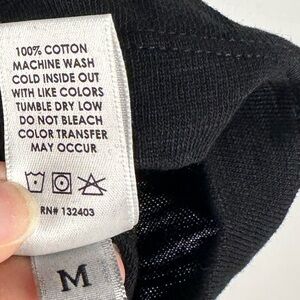 100% COTTON
MACHINE WASH
COLD INSIDE OUT
WITH LIKE COLORS
TUMBLE DRY LOW
DO NOT BLEACH
COLOR TRANSFER
MAY OCCUR
RN# 132403
M